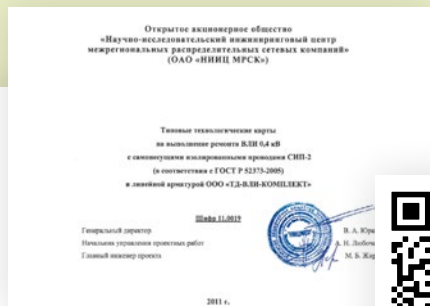 Открытое акционерное общество
«Научно-исследовательский инжиниринговый центр
межрегиональных распределительных сетевых компаний»
(ОАО «НИИЦ МРСК»)
Типовые технологические карты
на выполнение ремонта ВЛИ 0,4 кВ
с самонесущими изолированными проводами СИП-2
(в соответствии с ГОСТ Р 52373-2005)
и линейной арматурой ООО «ТД-ВЛИ-КОМПЛЕКТ»
Шифр 11.0019
Генеральный директор В. А.
Начальник управления проектных работ Н.
Главный инженер проекта М. Б.
2011 г.